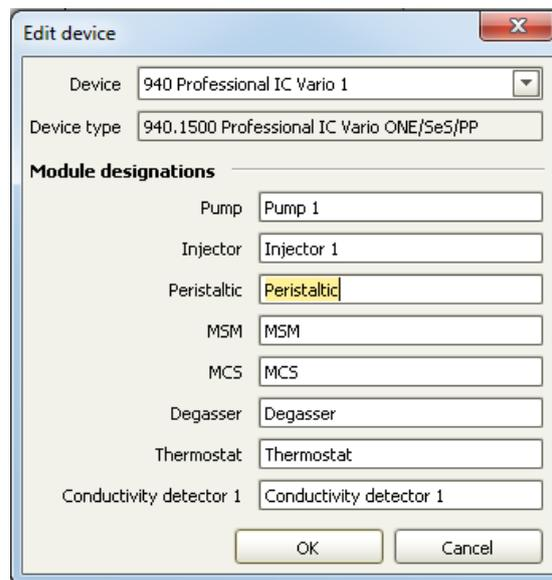 Edit device
Device 940 Professional IC Vario 1
Device type 940.1500 Professional IC Vario ONE/SeS/PP
Module designations
Pump Pump 1
Injector Injector 1
Peristaltic Peristaltic
MSM MSM
MCS MCS
Degasser Degasser
Thermostat Thermostat
Conductivity detector 1 Conductivity detector 1
OK Cancel